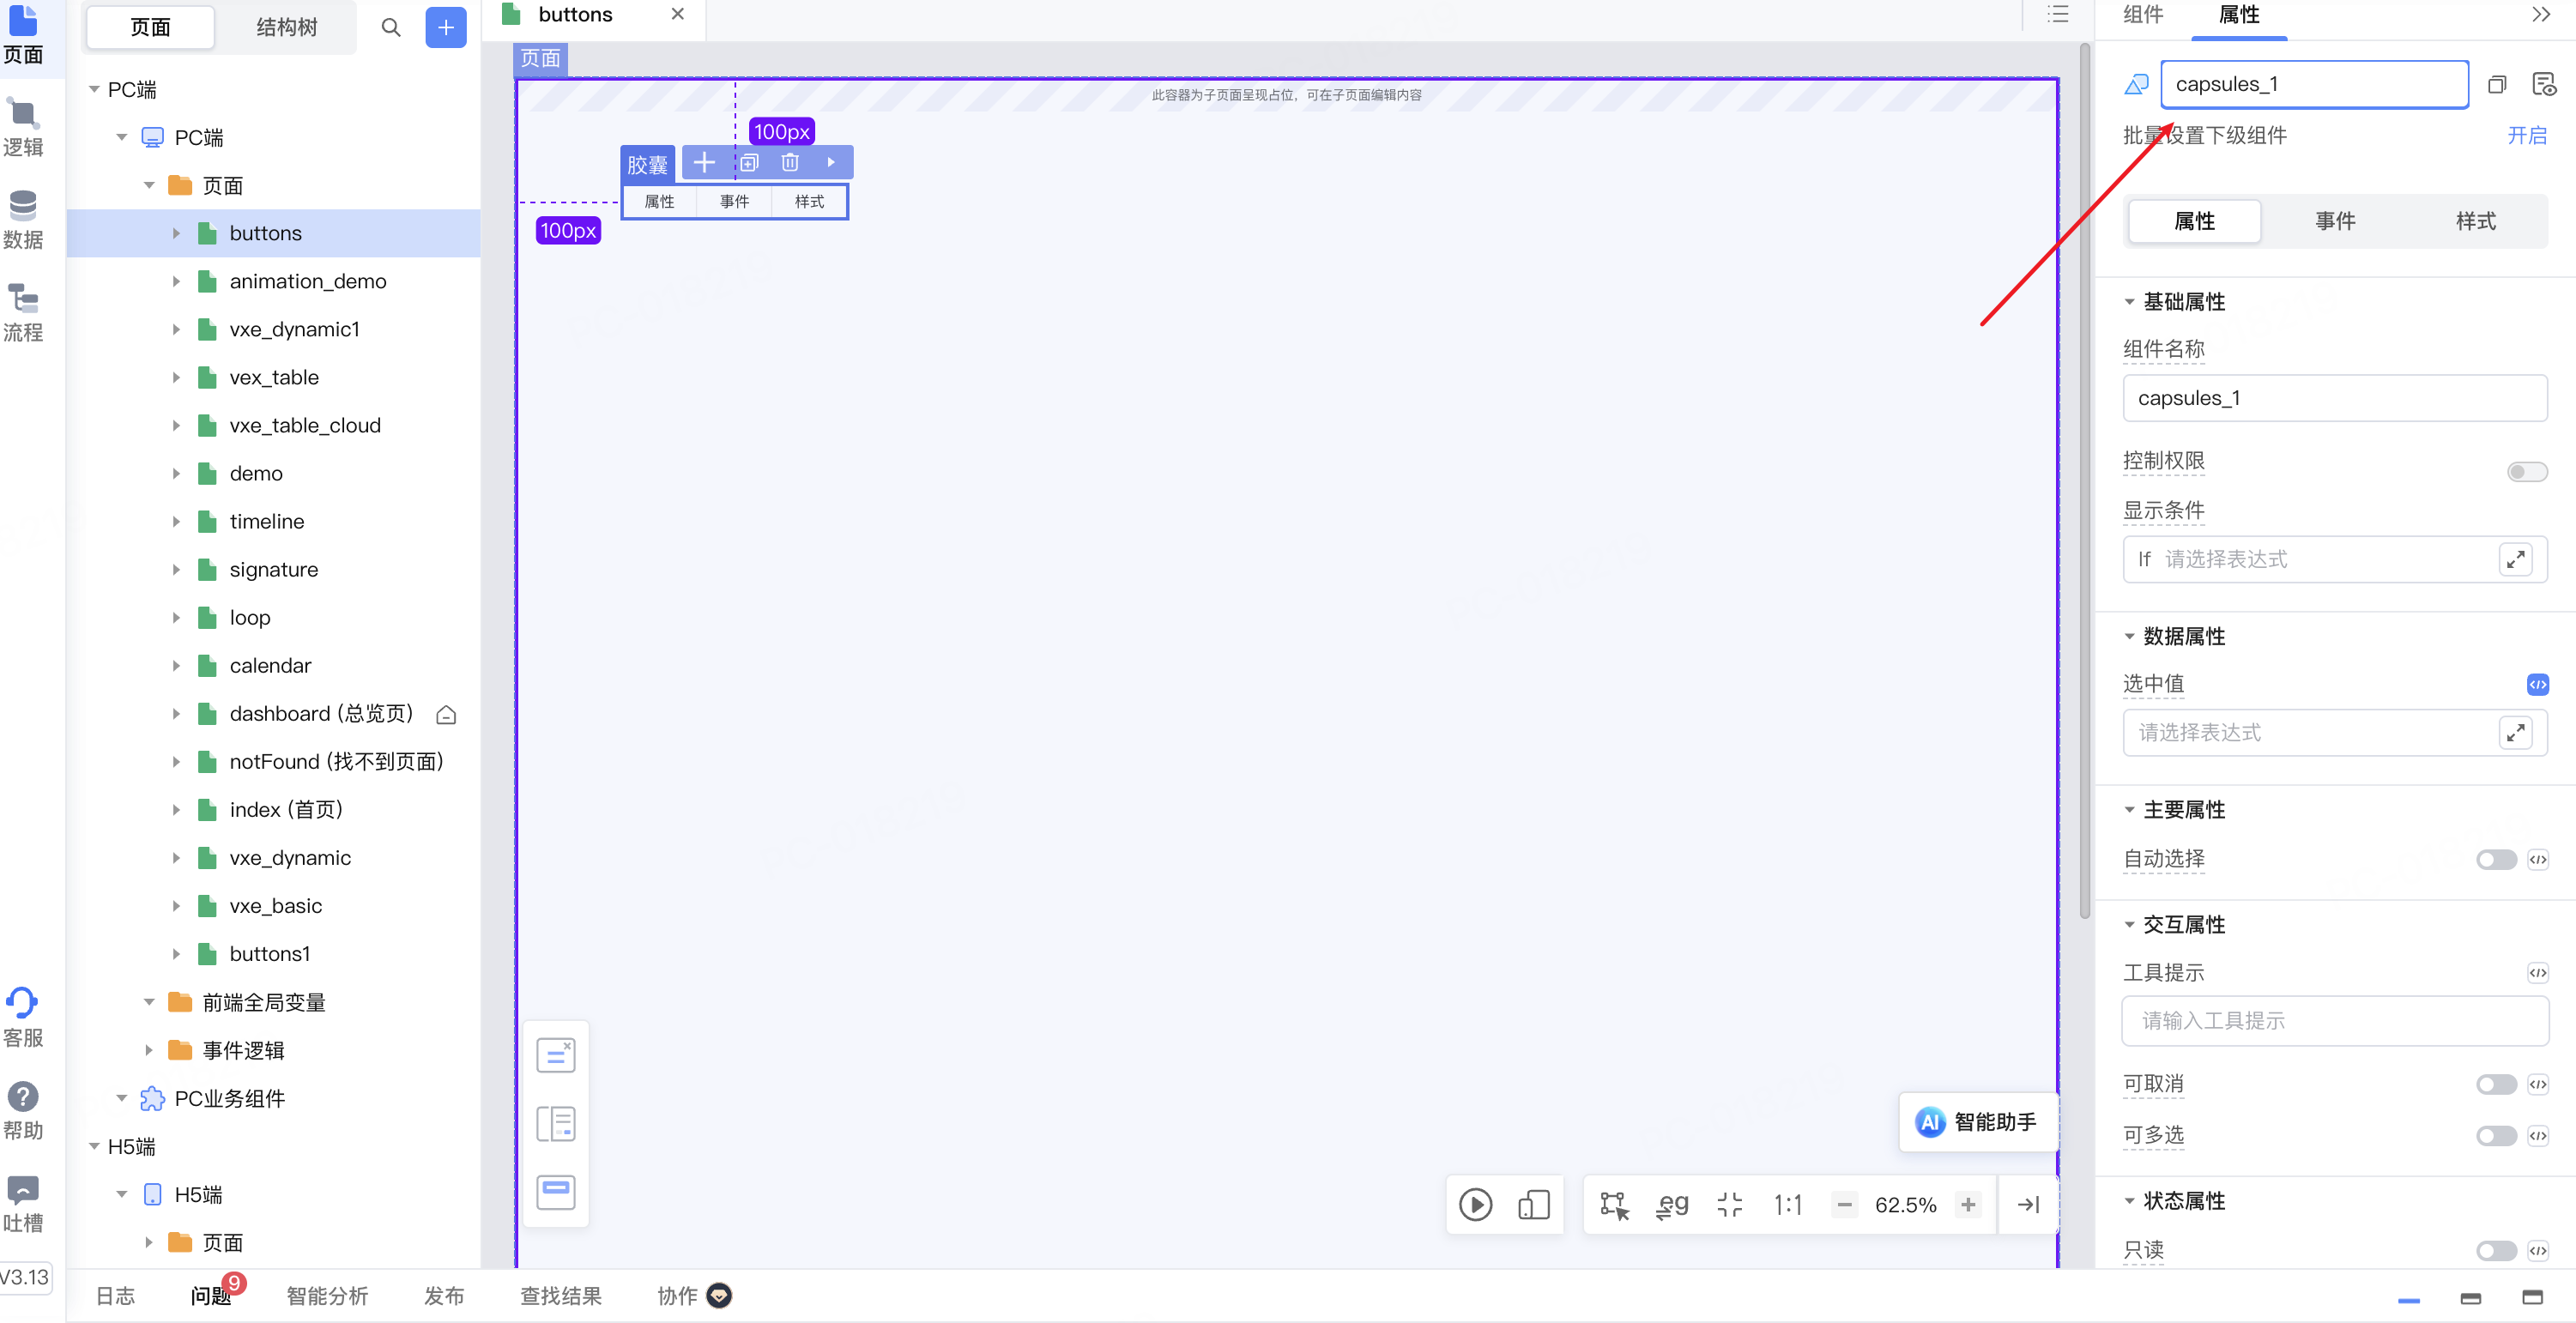 页面
逻辑
数据
流程
客服
帮助
吐槽
V3.13
页面
结构树
PC端
PC端
页面
buttons
animation_demo
vxe_dynamic1
vex_table
vxe_table_cloud
demo
timeline
signature
loop
calendar
dashboard (总览页)
notFound (找不到页面)
index (首页)
vxe_dynamic
vxe_basic
buttons1
前端全局变量
事件逻辑
PC业务组件
H5端
H5端
页面
buttons
页面
此容器为子页面呈现占位，可在子页面编辑内容
100px
胶囊
属性 事件 样式
100px
AI 智能助手
eg 1:1 62.5%
组件 属性
capsules_1
批量设置下级组件 开启
属性 事件 样式
基础属性
组件名称
capsules_1
控制权限
显示条件
If 请选择表达式
数据属性
选中值
请选择表达式
主要属性
自动选择
交互属性
工具提示
请输入工具提示
可取消
可多选
状态属性
只读
日志 问题 9 智能分析 发布 查找结果 协作